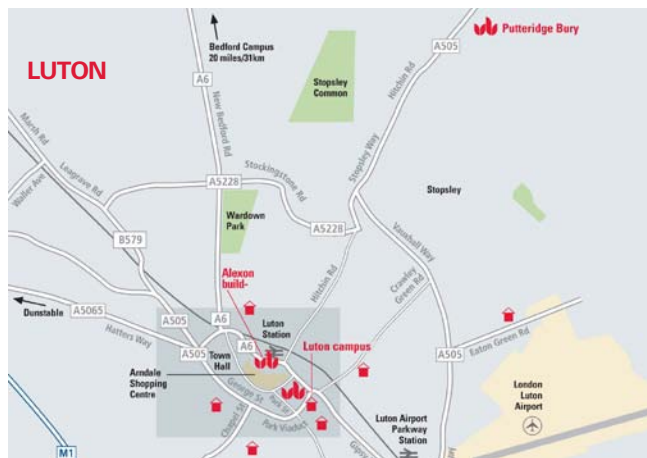 LUTON
Bedford Campus
20 miles/31km
A6
New Bedford Rd
Stopsley
Common
A505
Putteridge Bury
Hitchin Rd
Marsh Rd
Waller Ave
Leagrave Rd
A5228
Stockingstone Rd
Stopsley Way
Stopsley
Wardown
Park
A5228
B579
Vauxhall Way
Alexon
build-
Hitchin Rd
Crawley
Green Rd
Dunstable
A5065
Hatters Way
A505
A6
Luton
Station
A6
Luton campus
A505
Town
Hall
A505
Eaton Green Rd
Arndale
Shopping
Centre
George St
Park St
Chapel St
Park Viaduct
London
Luton
Airport
Luton Airport
Parkway
Station
M1